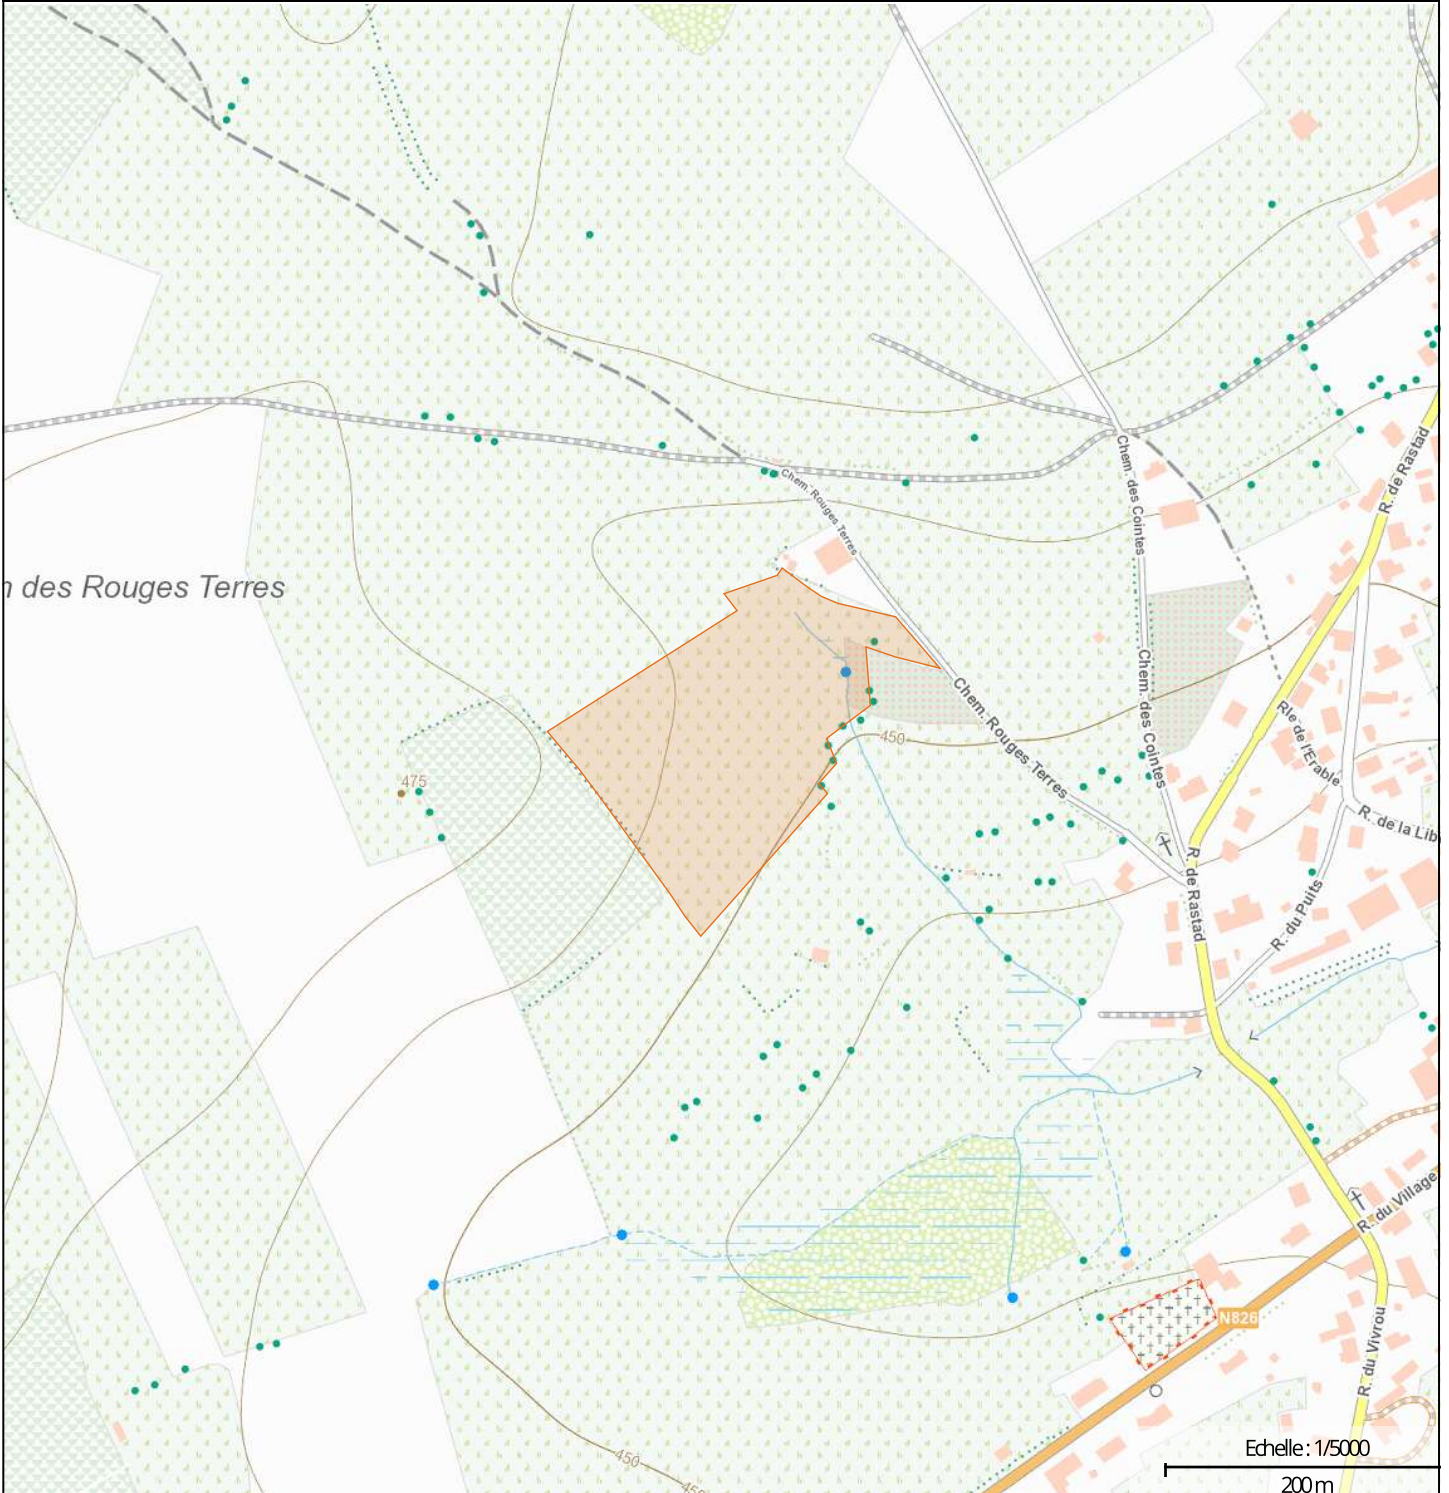 Chem. des Cointes
R. de Rastad
Chem. Rouges Terres
des Rouges Terres
Chem. des Cointes
Chem. Rouges Terres
Rle de l'Erable
450
475
R. de la Lib
R. de Rastad
R. du Puits
R. du Village
N826
R. du Vivrou
Echelle : 1/5000
200 m
450
450